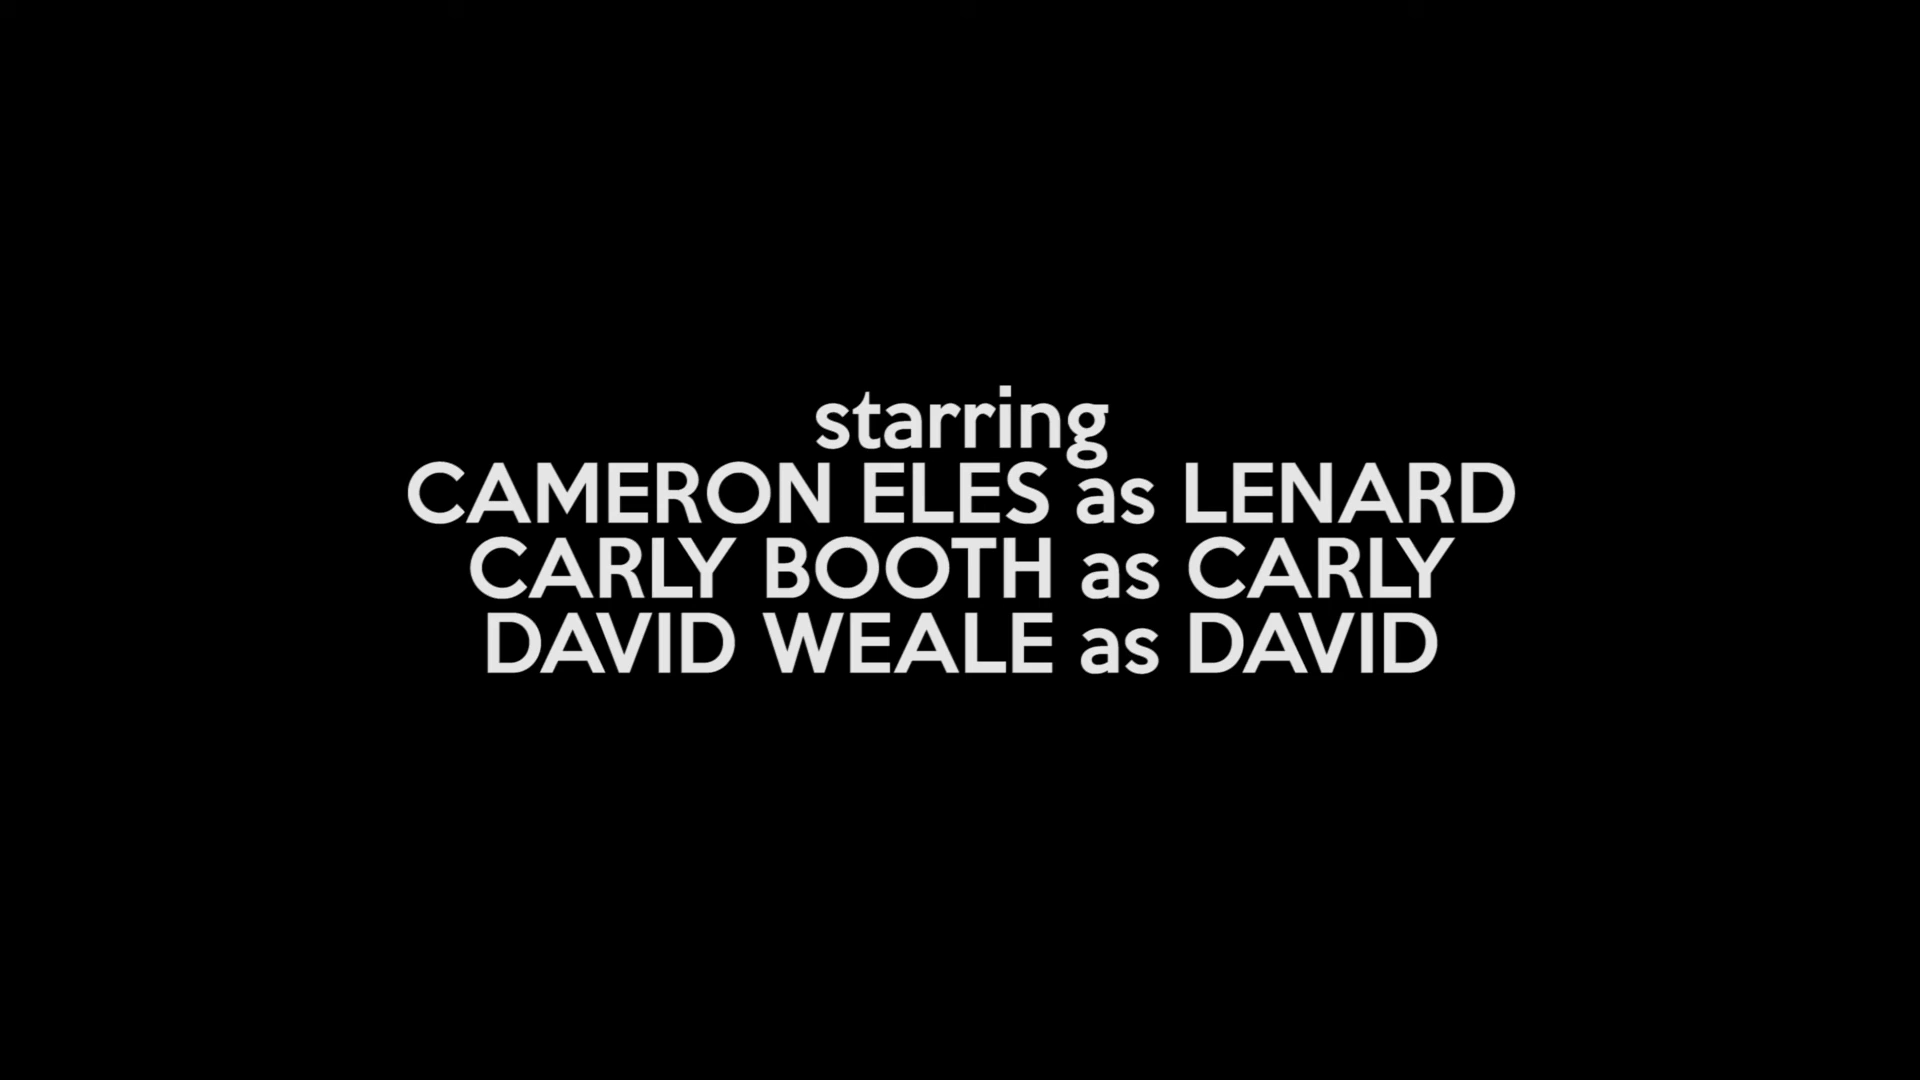 starring
CAMERON ELES as LENARD
CARLY BOOTH as CARLY
DAVID WEALE as DAVID